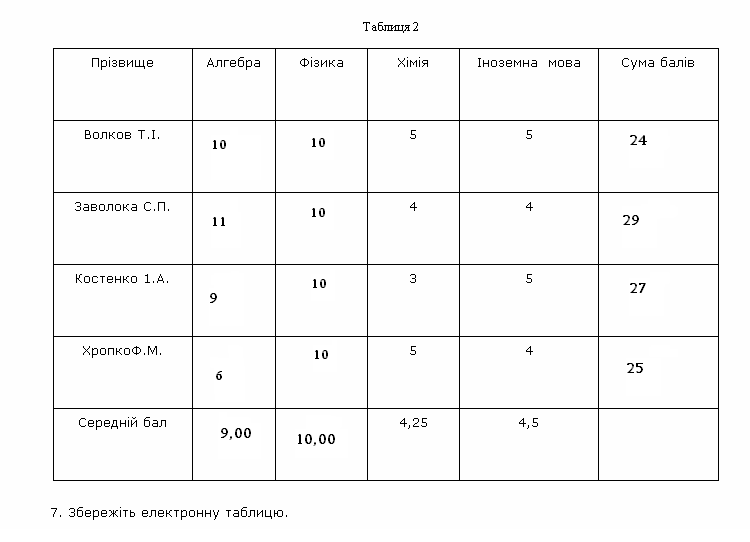 Таблиця 2
Прізвище Алгебра Фізика Хімія Іноземна мова Сума балів
Волков Т.І. 10 10 5 5 24
Заволока С.П. 11 10 4 4 29
Костенко 1.А. 9 10 3 5 27
ХропкоФ.М. 6 10 5 4 25
Середній бал 9,00 10,00 4,25 4,5
7. Збережіть електронну таблицю.